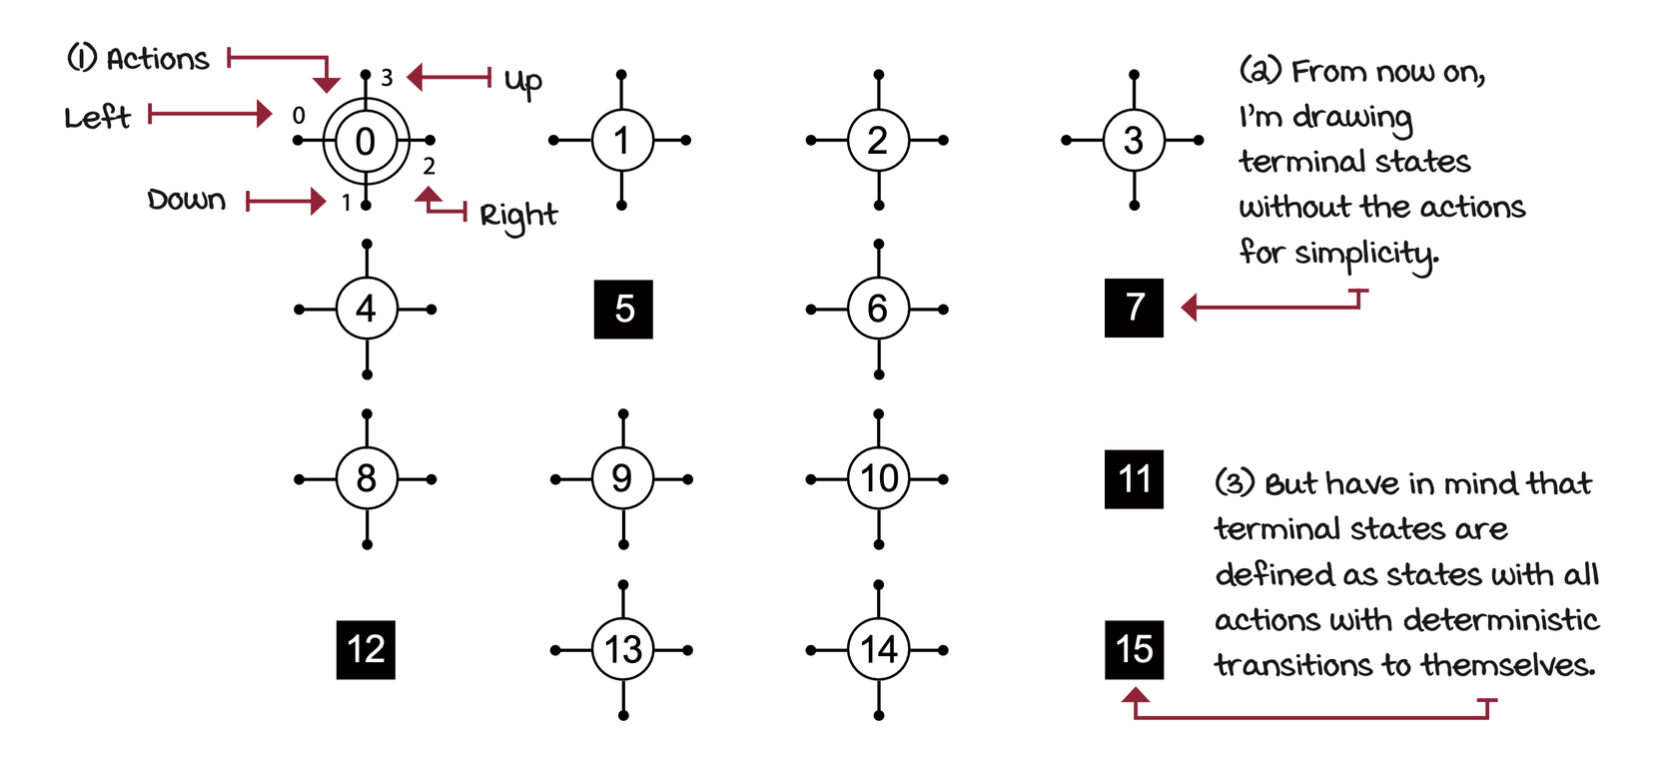 (1) Actions
3
Up
Left
0
0
2
Down
1
Right
1
2
3
(2) From now on,
I'm drawing
terminal states
without the actions
for simplicity.
4
5
6
7
8
9
10
11
(3) But have in mind that
terminal states are
defined as states with all
actions with deterministic
transitions to themselves.
12
13
14
15